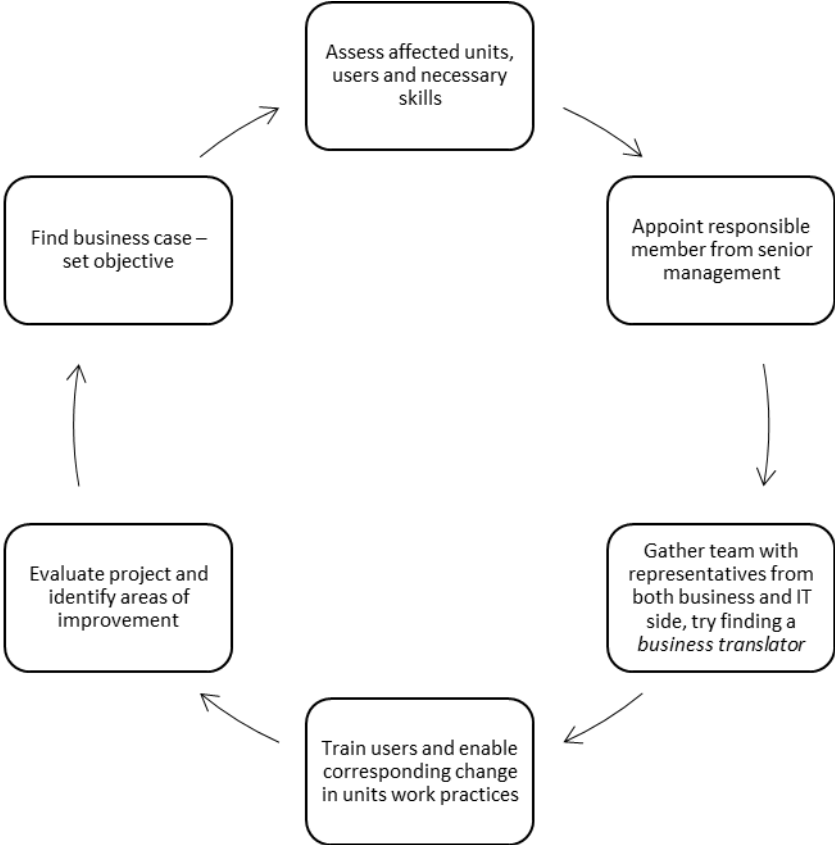 Assess affected units,
users and necessary
skills
Appoint responsible
member from senior
management
Gather team with
representatives from
both business and IT
side, try finding a
business translator
Train users and enable
corresponding change
in units work practices
Evaluate project and
identify areas of
improvement
Find business case –
set objective